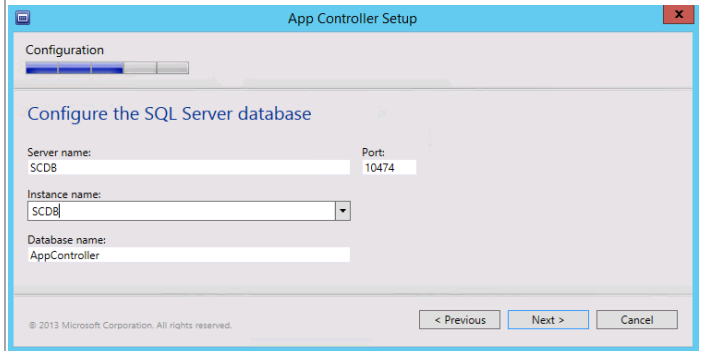 App Controller Setup
x
Configuration
Configure the SQL Server database
Server name: Port:
SCDB 10474
Instance name:
SCDB
Database name:
AppController
© 2013 Microsoft Corporation. All rights reserved.
< Previous Next > Cancel